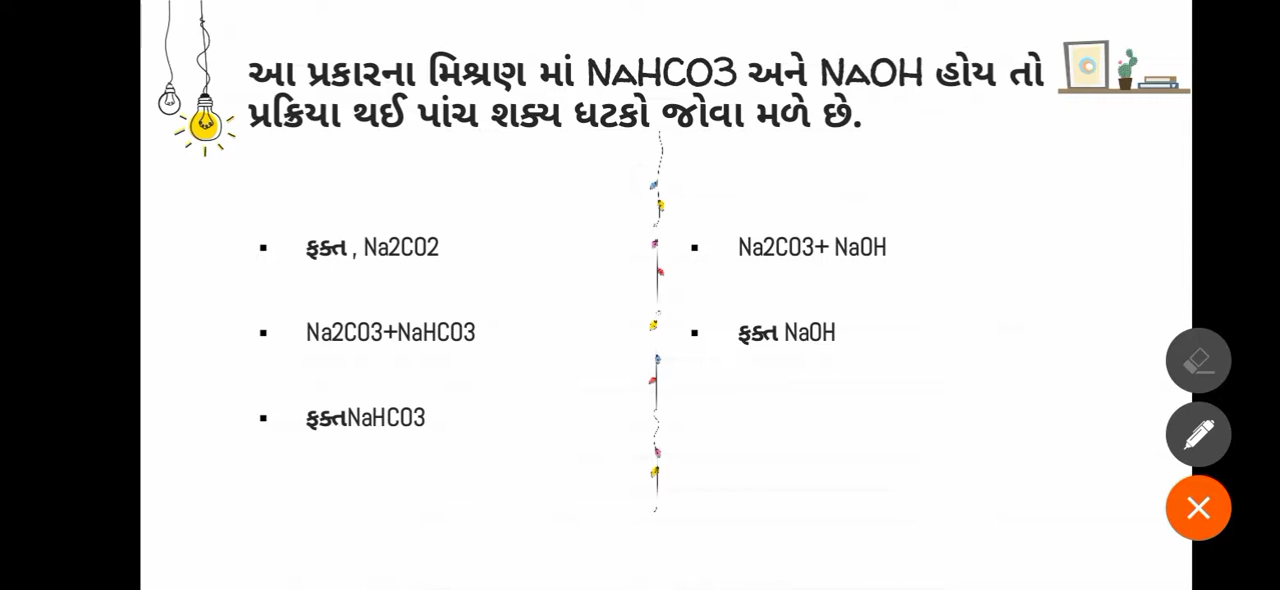 આ પ્રકારના મિશ્રણ માં NAHCO3 અને NAOH હોય તો
પ્રક્રિયા થઈ પાંચ શક્ય ધટકો જોવા મળે છે.
▪ ફક્ત , Na2CO2
▪ Na2CO3+NaHCO3
▪ ફક્તNaHCO3
▪ Na2CO3+ NaOH
▪ ફક્ત NaOH